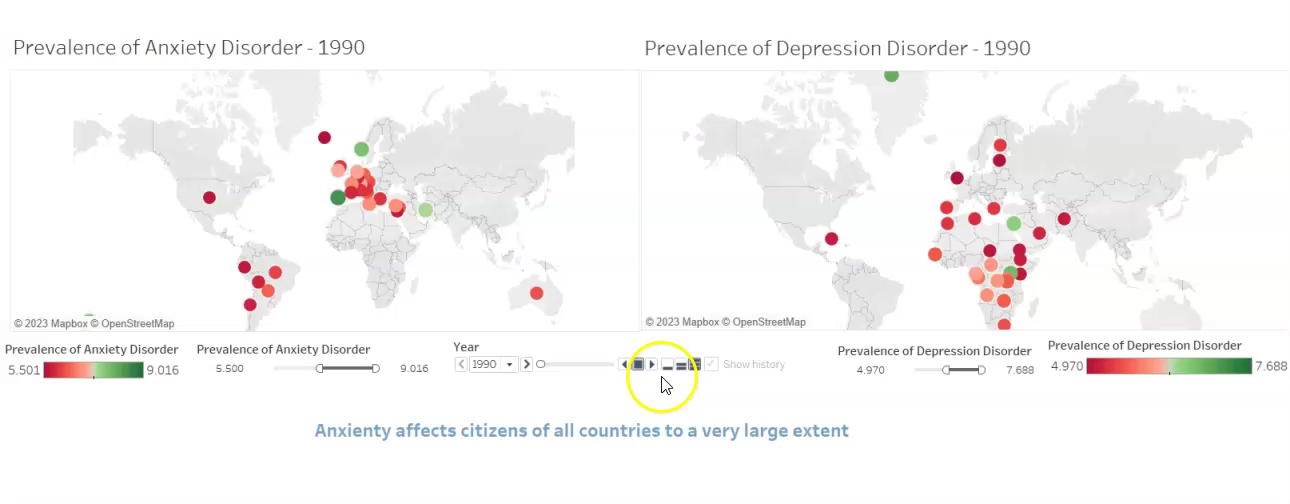 Prevalence of Anxiety Disorder - 1990
Prevalence of Depression Disorder - 1990
© 2023 Mapbox © OpenStreetMap
© 2023 Mapbox © OpenStreetMap
Prevalence of Anxiety Disorder
5.501 9.016
Prevalence of Anxiety Disorder
5.500 9.016
Year
1990
Show history
Prevalence of Depression Disorder
4.970 7.688
Prevalence of Depression Disorder
4.970 7.688
Anxienty affects citizens of all countries to a very large extent